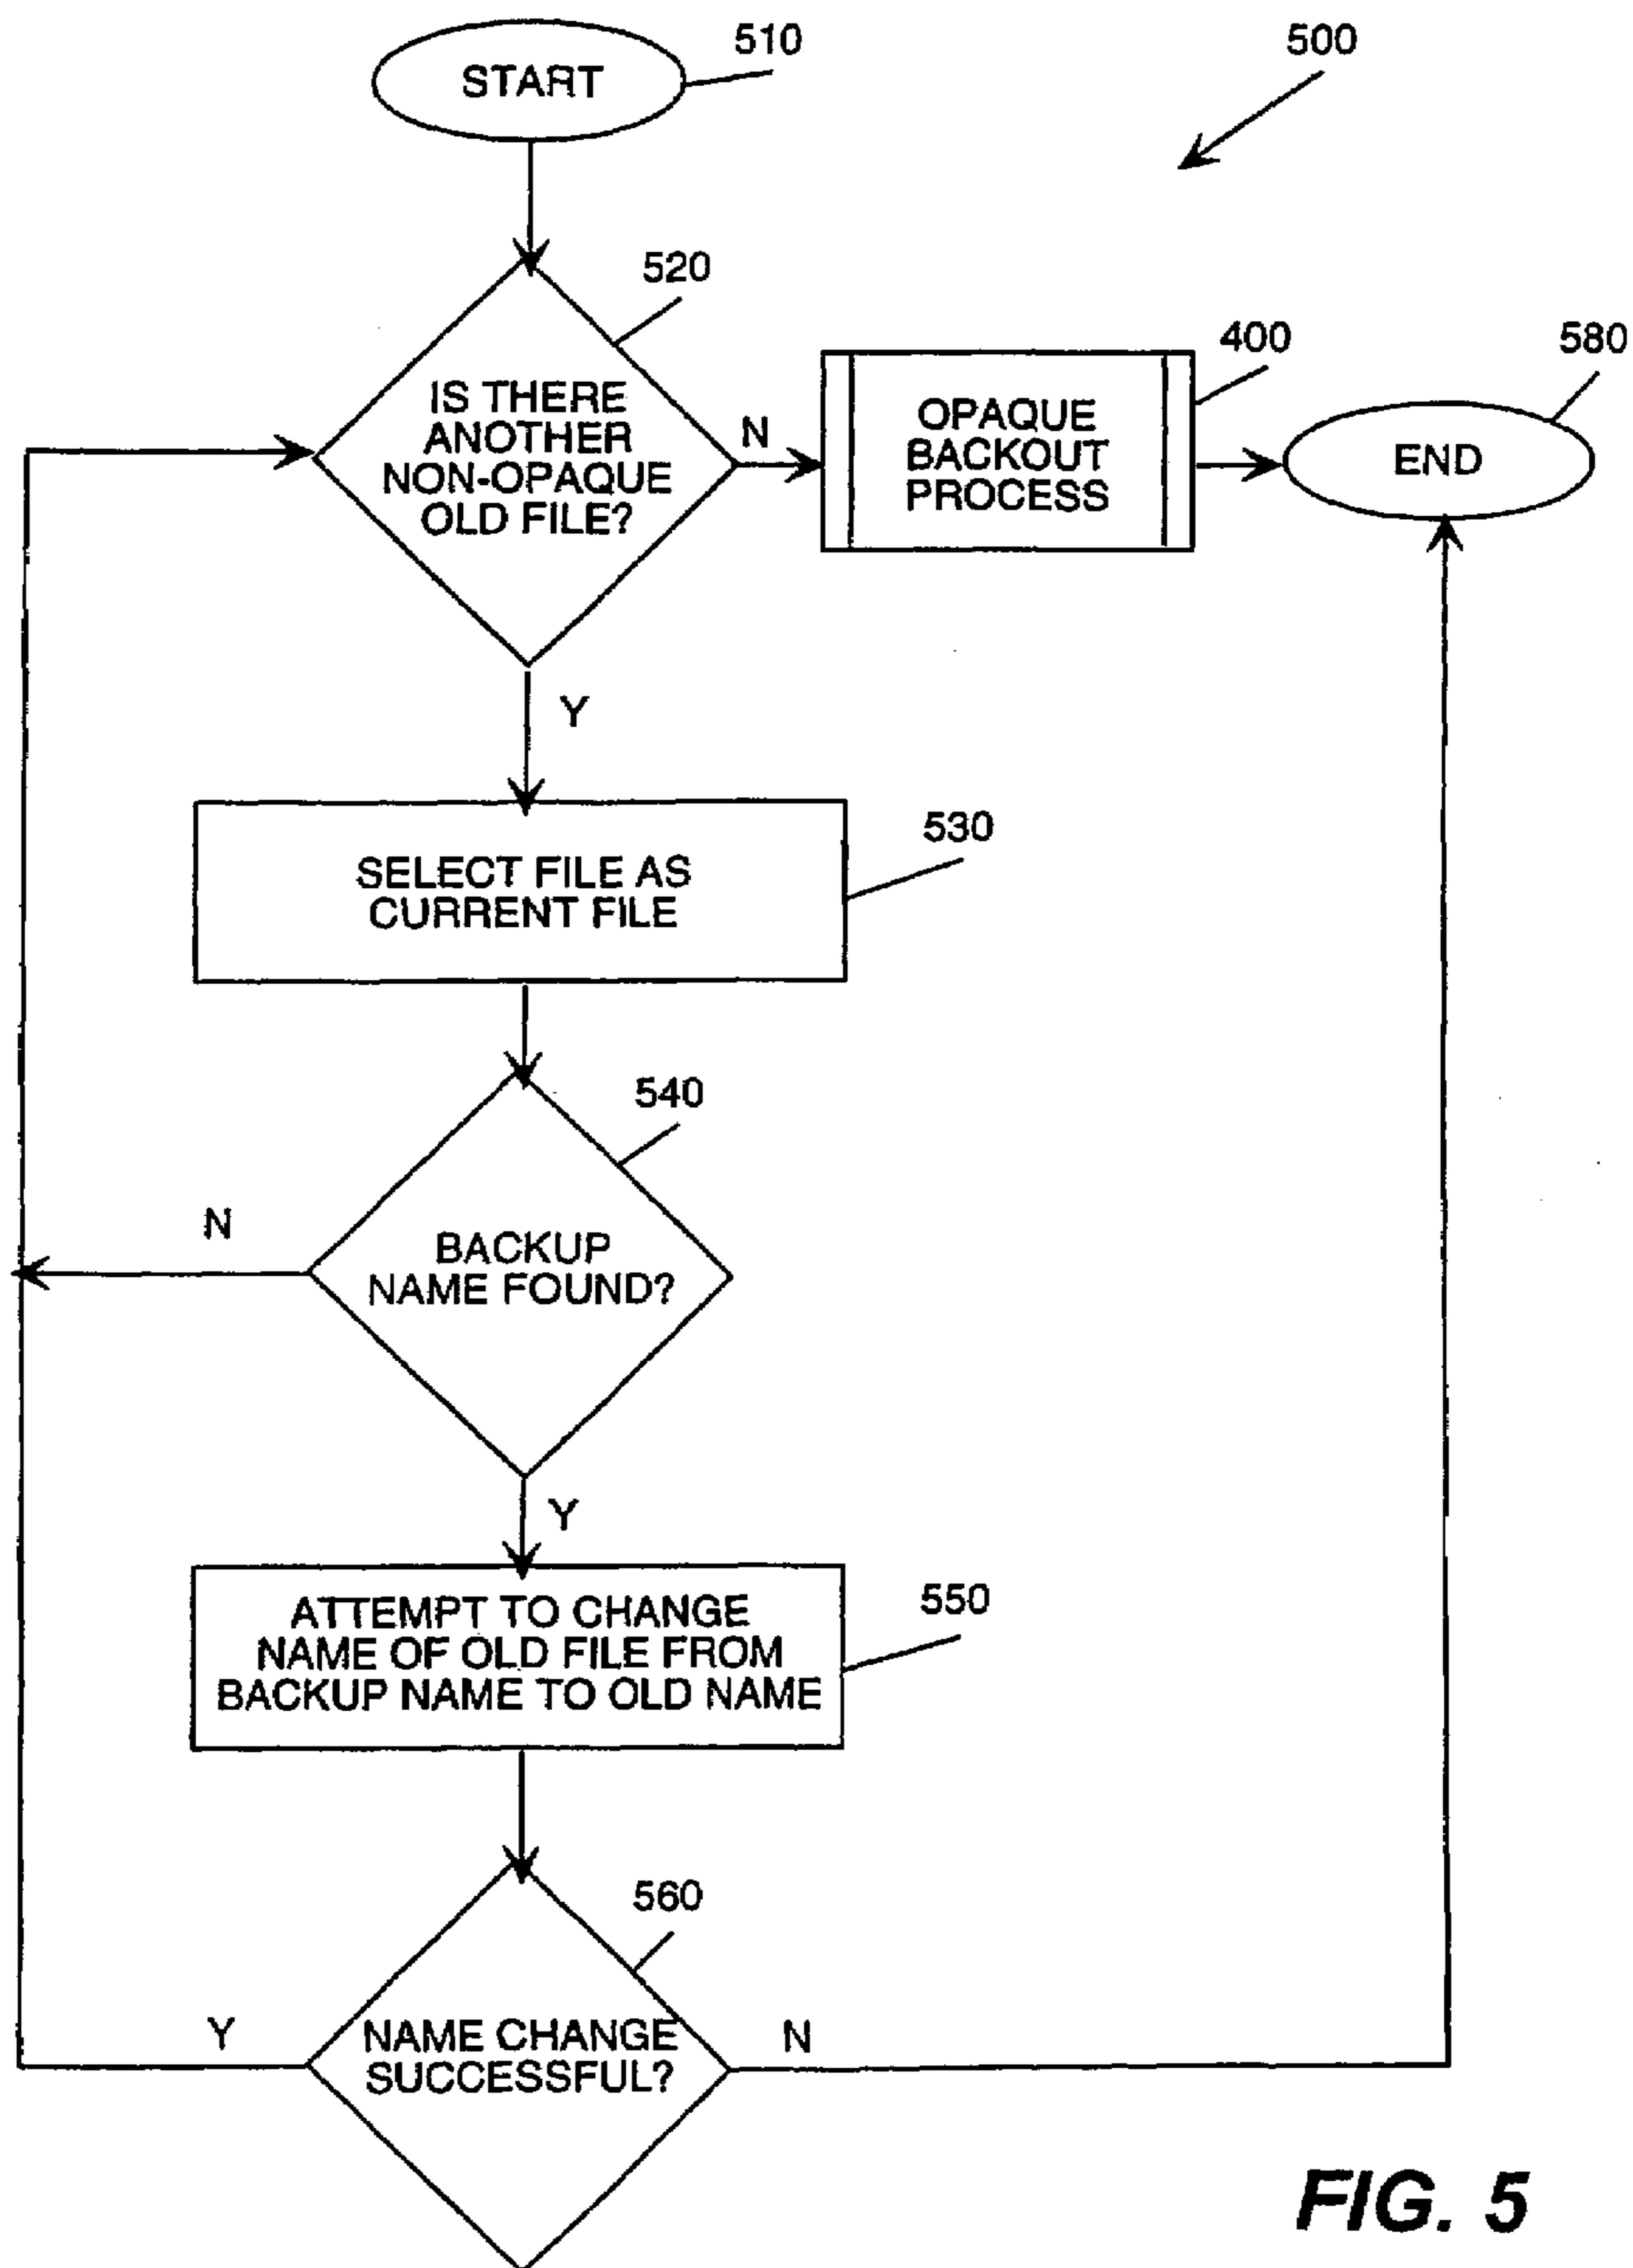 510
500
START
520
400
580
IS THERE
ANOTHER
NON-OPAQUE
OLD FILE?
N
OPAQUE
BACKOUT
PROCESS
END
Y
530
SELECT FILE AS
CURRENT FILE
540
N
BACKUP
NAME FOUND?
Y
550
ATTEMPT TO CHANGE
NAME OF OLD FILE FROM
BACKUP NAME TO OLD NAME
560
Y
NAME CHANGE
SUCCESSFUL?
N
FIG. 5